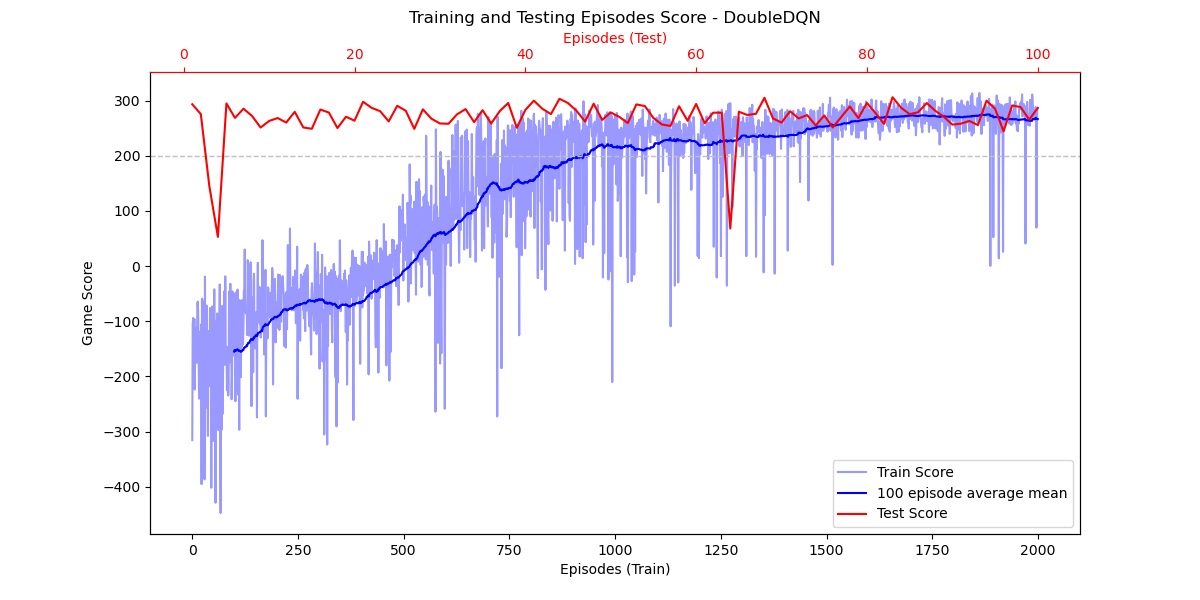 Training and Testing Episodes Score - DoubleDQN
Episodes (Test)
0 20 40 60 80 100
300
200
100
0
−100
−200
−300
−400
Game Score
Train Score
100 episode average mean
Test Score
0 250 500 750 1000 1250 1500 1750 2000
Episodes (Train)